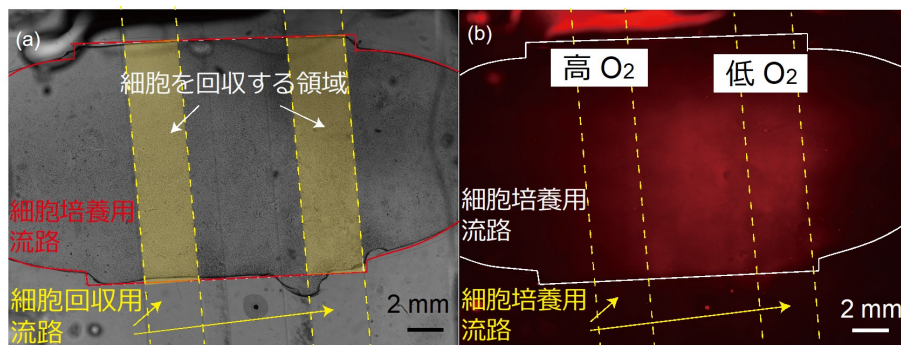 (a)
細胞を回収する領域
細胞培養用
流路
細胞回収用
流路
2 mm
(b)
高 O2
低 O2
細胞培養用
流路
細胞培養用
流路
2 mm